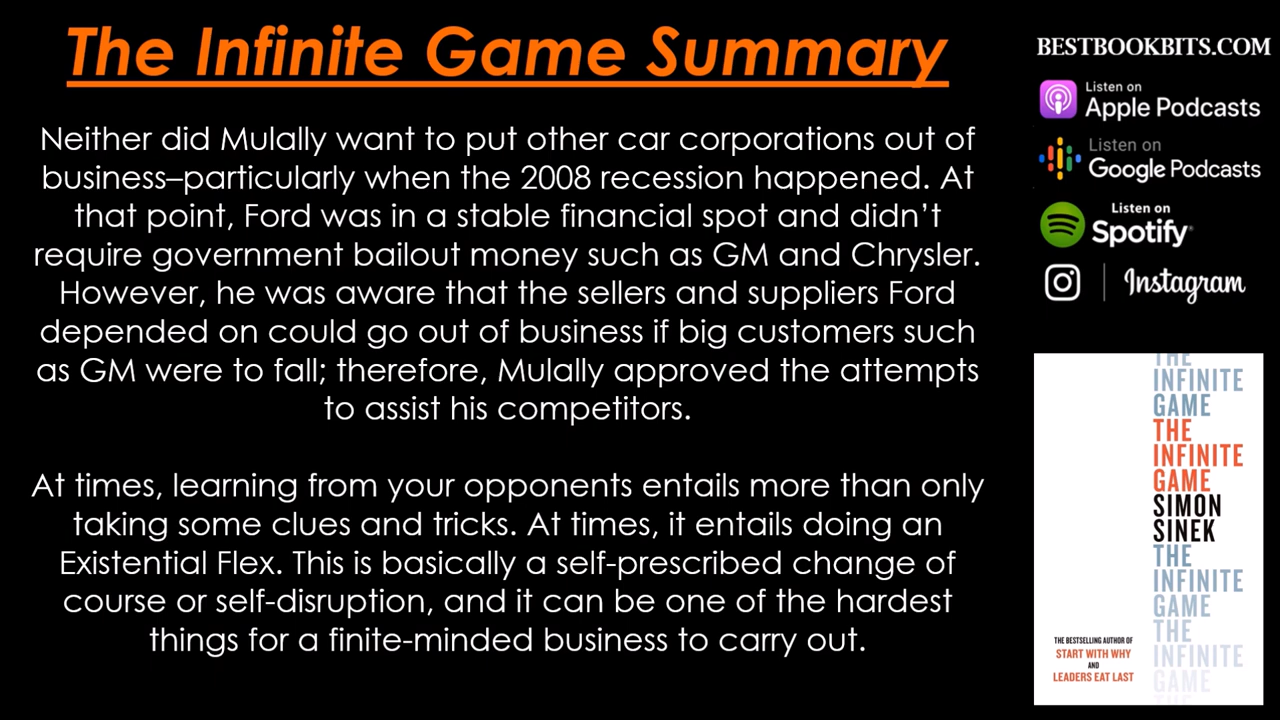 The Infinite Game Summary
Neither did Mulally want to put other car corporations out of
business–particularly when the 2008 recession happened. At
that point, Ford was in a stable financial spot and didn’t
require government bailout money such as GM and Chrysler.
However, he was aware that the sellers and suppliers Ford
depended on could go out of business if big customers such
as GM were to fall; therefore, Mulally approved the attempts
to assist his competitors.
At times, learning from your opponents entails more than only
taking some clues and tricks. At times, it entails doing an
Existential Flex. This is basically a self-prescribed change of
course or self-disruption, and it can be one of the hardest
things for a finite-minded business to carry out.
BESTBOOKBITS.COM
Listen on
Apple Podcasts
Listen on
Google Podcasts
Listen on
Spotify
Instagram
THE
INFINITE
GAME
THE
INFINITE
GAME
SIMON
SINEK
THE
INFINITE
GAME
THE
INFINITE
GAME
THE
THE BESTSELLING AUTHOR OF
START WITH WHY
AND
LEADERS EAT LAST